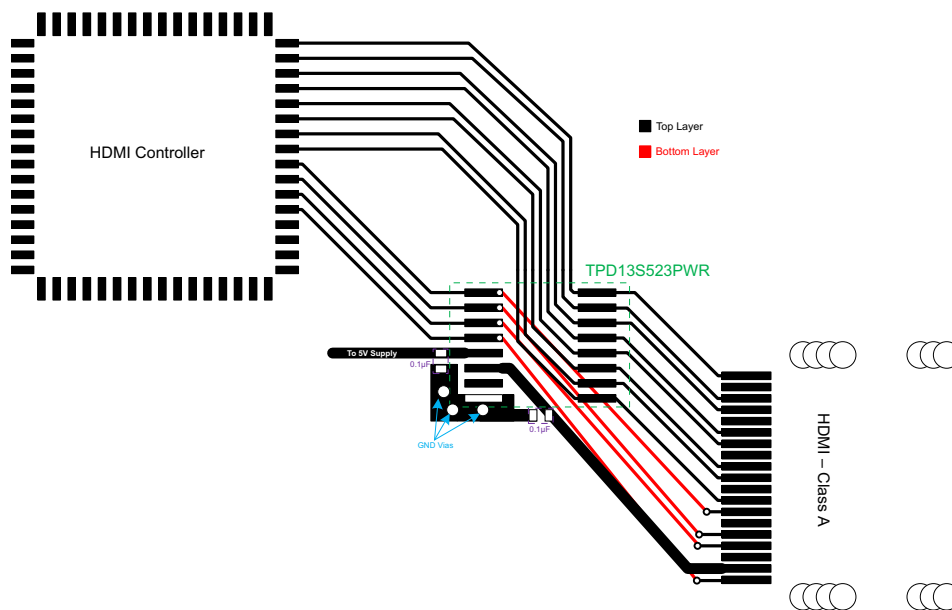 HDMI Controller
Top Layer
Bottom Layer
TPD13S523PWR
To 5V Supply
0.1µF
GND Vias
0.1µF
HDMI – Class A